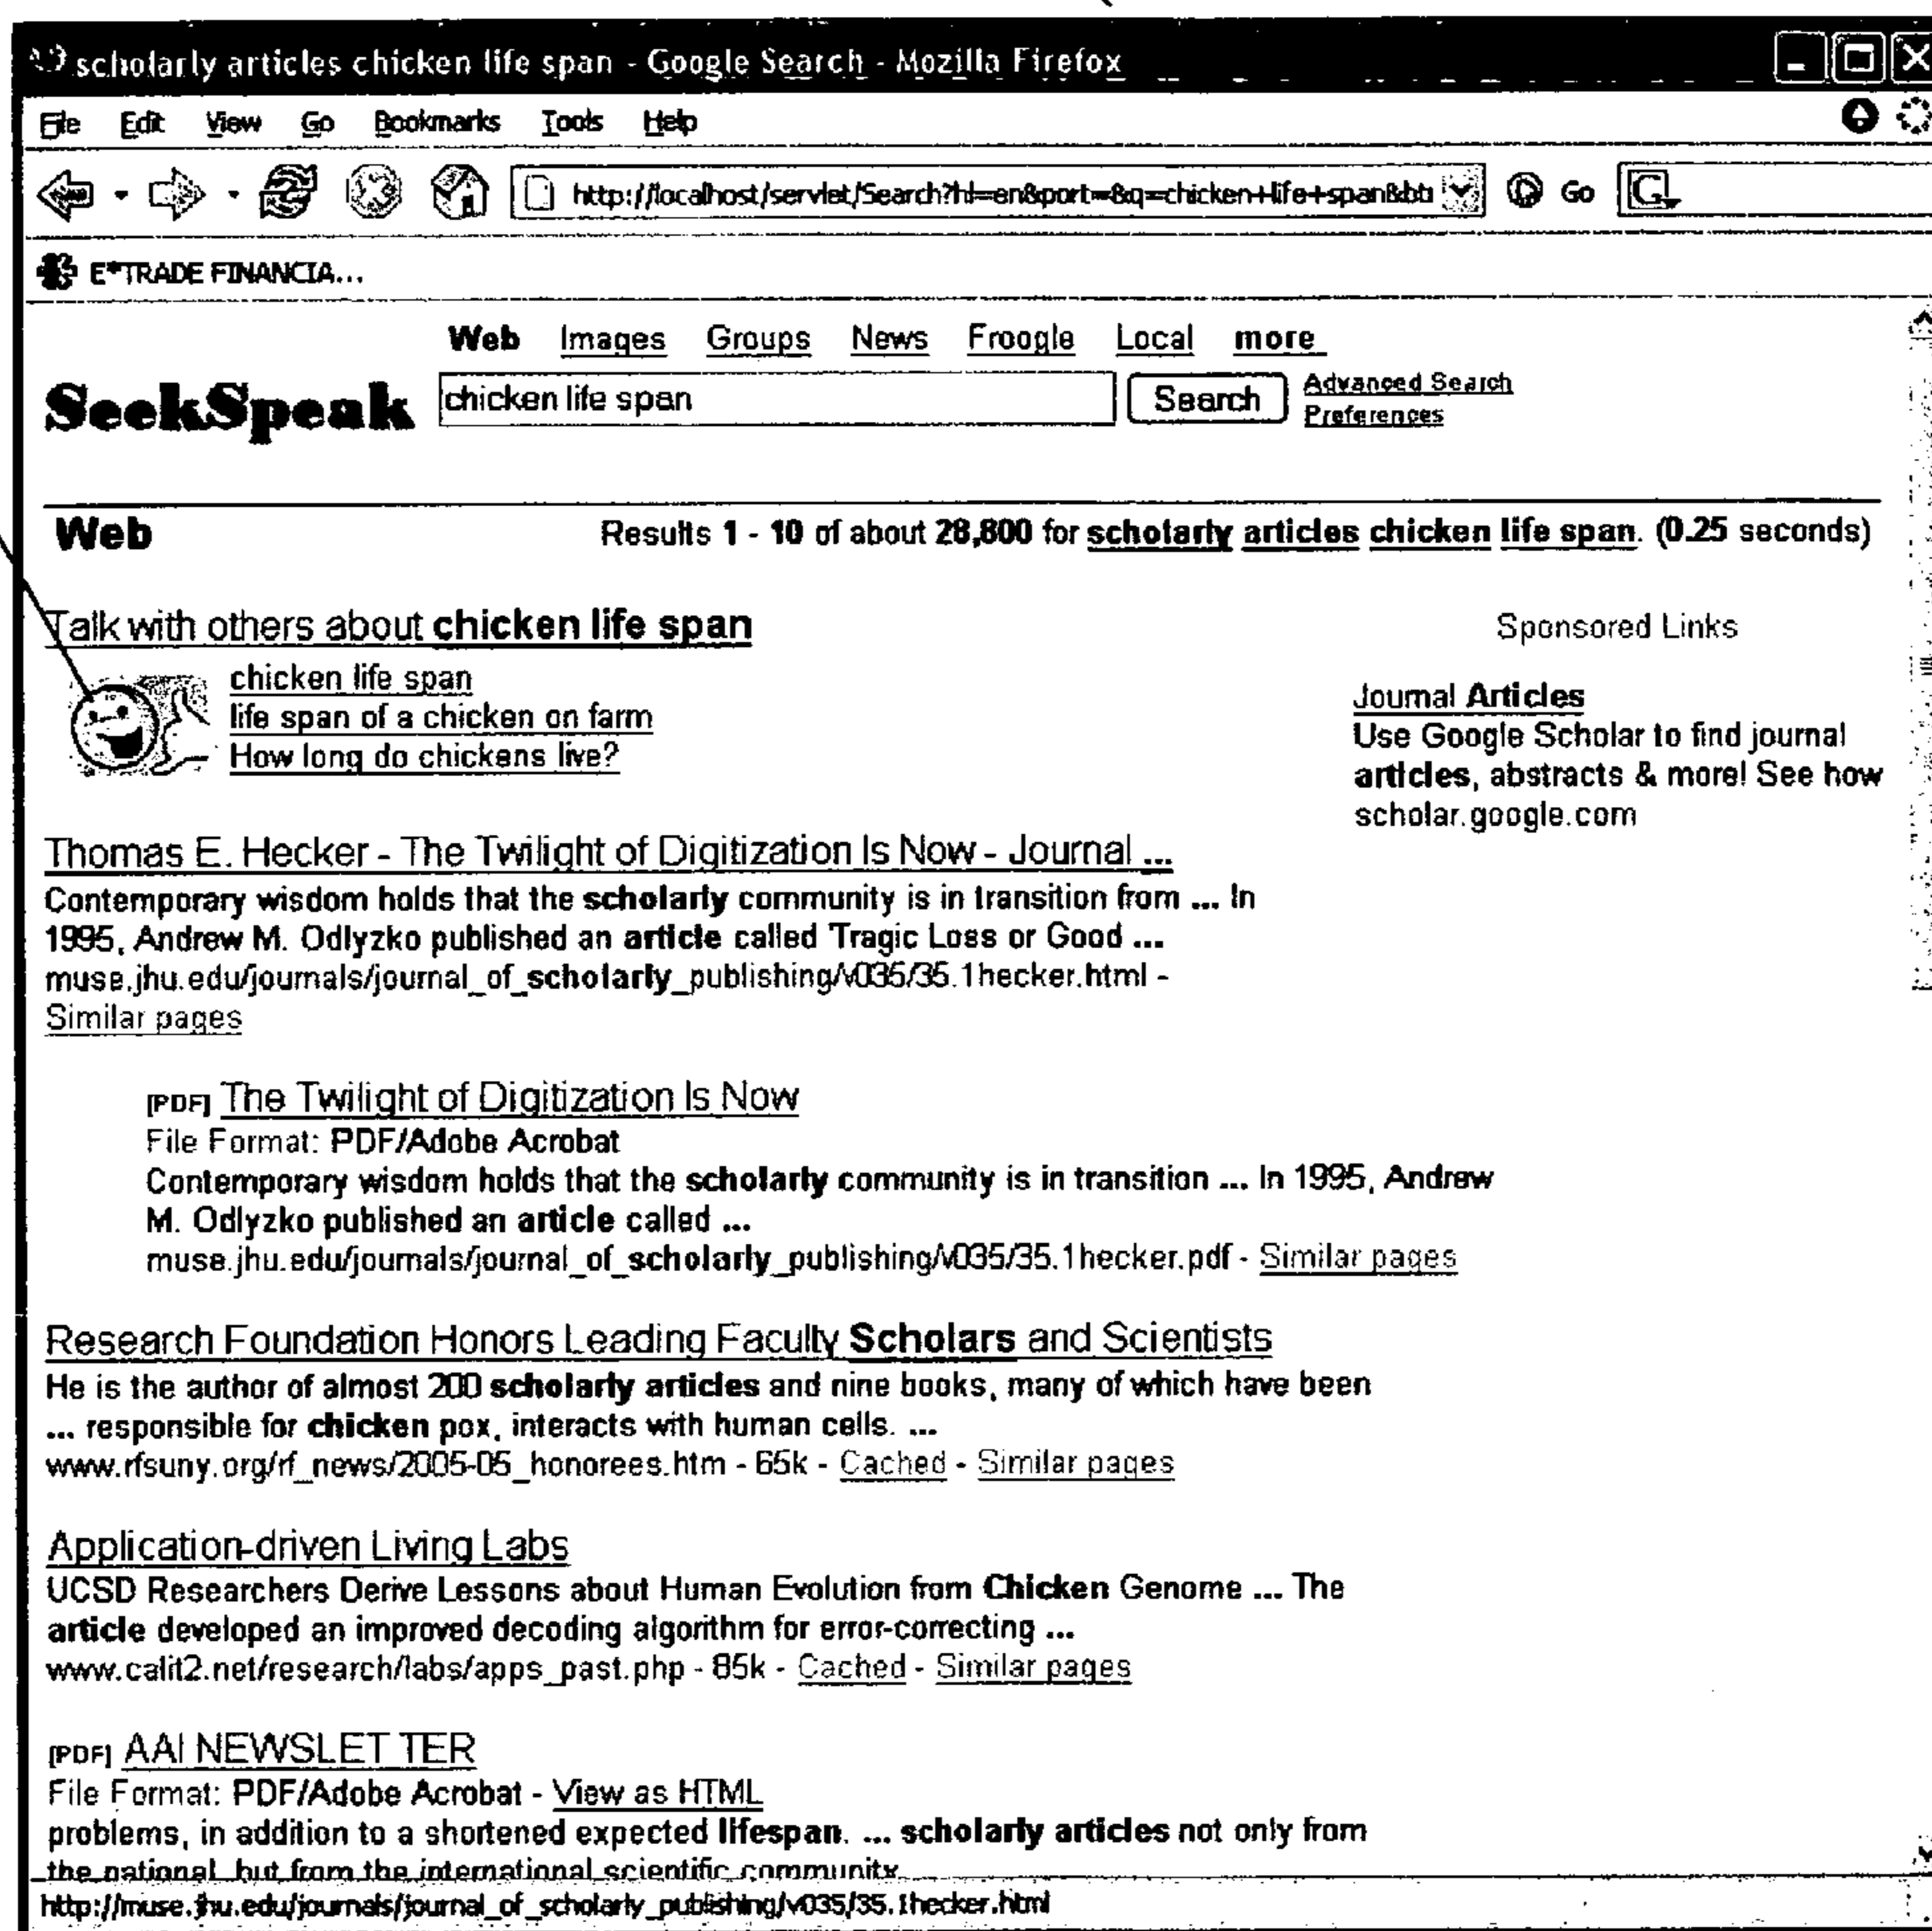 scholarly articles chicken life span - Google Search - Mozilla Firefox
File Edit View Go Bookmarks Tools Help
http://localhost/servlet/Search?hl=en&port=&q=chicken+life+span&btn Go G
E*TRADE FINANCIA...
Web Images Groups News Froogle Local more
SeekSpeak chicken life span Search Advanced Search
Preferences
Web Results 1 - 10 of about 28,800 for scholarly articles chicken life span. (0.25 seconds)
Talk with others about chicken life span
chicken life span
life span of a chicken on farm
How long do chickens live?
Sponsored Links
Journal Articles
Use Google Scholar to find journal
articles, abstracts & more! See how
scholar.google.com
Thomas E. Hecker - The Twilight of Digitization Is Now - Journal ...
Contemporary wisdom holds that the scholarly community is in transition from ... In
1995, Andrew M. Odlyzko published an article called Tragic Loss or Good ...
muse.jhu.edu/journals/journal_of_scholarly_publishing/v035/35.1hecker.html -
Similar pages
[PDF] The Twilight of Digitization Is Now
File Format: PDF/Adobe Acrobat
Contemporary wisdom holds that the scholarly community is in transition ... In 1995, Andrew
M. Odlyzko published an article called ...
muse.jhu.edu/journals/journal_of_scholarly_publishing/v035/35.1hecker.pdf - Similar pages
Research Foundation Honors Leading Faculty Scholars and Scientists
He is the author of almost 200 scholarly articles and nine books, many of which have been
... responsible for chicken pox, interacts with human cells. ...
www.rfsuny.org/rf_news/2005-05_honorees.htm - 65k - Cached - Similar pages
Application-driven Living Labs
UCSD Researchers Derive Lessons about Human Evolution from Chicken Genome ... The
article developed an improved decoding algorithm for error-correcting ...
www.calit2.net/research/labs/apps_past.php - 85k - Cached - Similar pages
[PDF] AAI NEWSLET TER
File Format: PDF/Adobe Acrobat - View as HTML
problems, in addition to a shortened expected lifespan. ... scholarly articles not only from
the national but from the international scientific community
http://muse.jhu.edu/journals/journal_of_scholarly_publishing/v035/35.1hecker.html